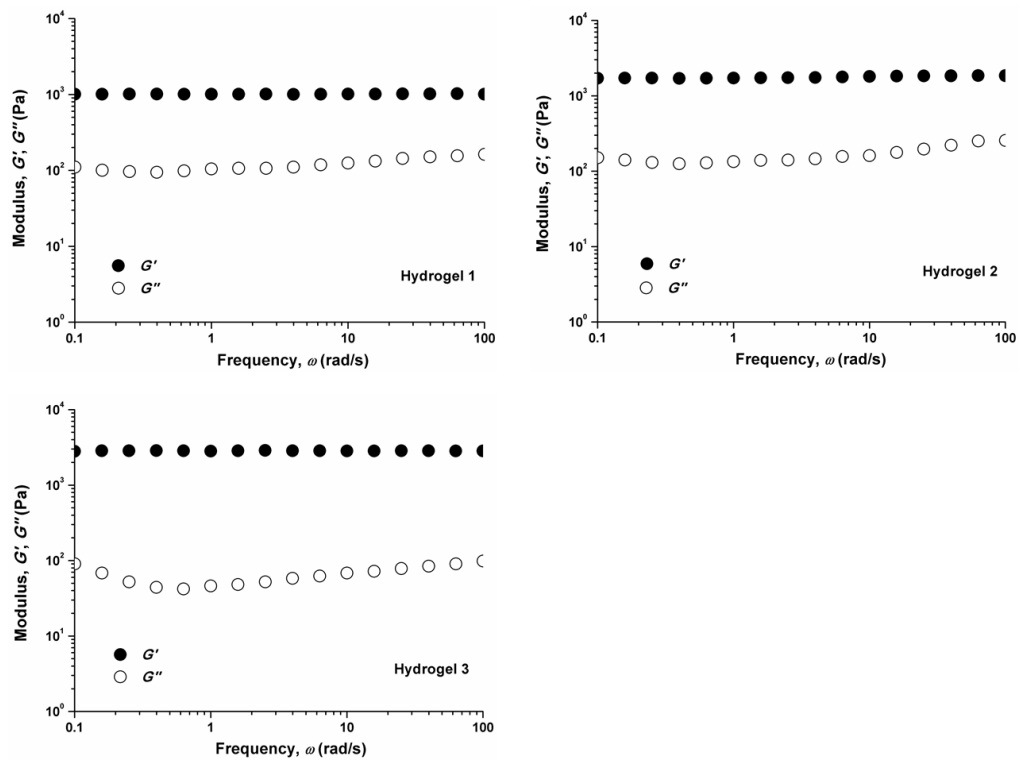 10⁴
10³
10²
10¹
10⁰
Modulus, G′, G″ (Pa)
G′
G″
Hydrogel 1
0.1 1 10 100
Frequency, ω (rad/s)
10⁴
10³
10²
10¹
10⁰
Modulus, G′, G″ (Pa)
G′
G″
Hydrogel 2
0.1 1 10 100
Frequency, ω (rad/s)
10⁴
10³
10²
10¹
10⁰
Modulus, G′, G″ (Pa)
G′
G″
Hydrogel 3
0.1 1 10 100
Frequency, ω (rad/s)